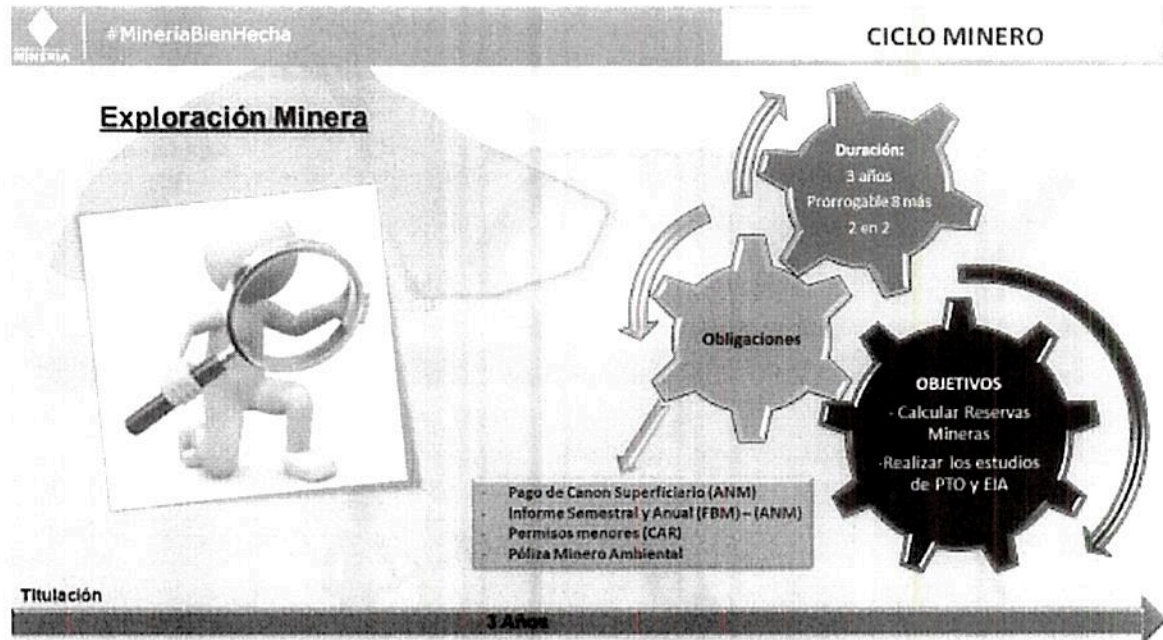 MINERÍA
#MineríaBienHecha
CICLO MINERO
Exploración Minera
Duración:
3 años
Prorrogable 8 más
2 en 2
Obligaciones
OBJETIVOS
- Calcular Reservas
Mineras
-Realizar los estudios
de PTO y EIA
- Pago de Canon Superficiario (ANM)
- Informe Semestral y Anual (FBM) – (ANM)
- Permisos menores (CAR)
- Póliza Minero Ambiental
Titulación
3 Años